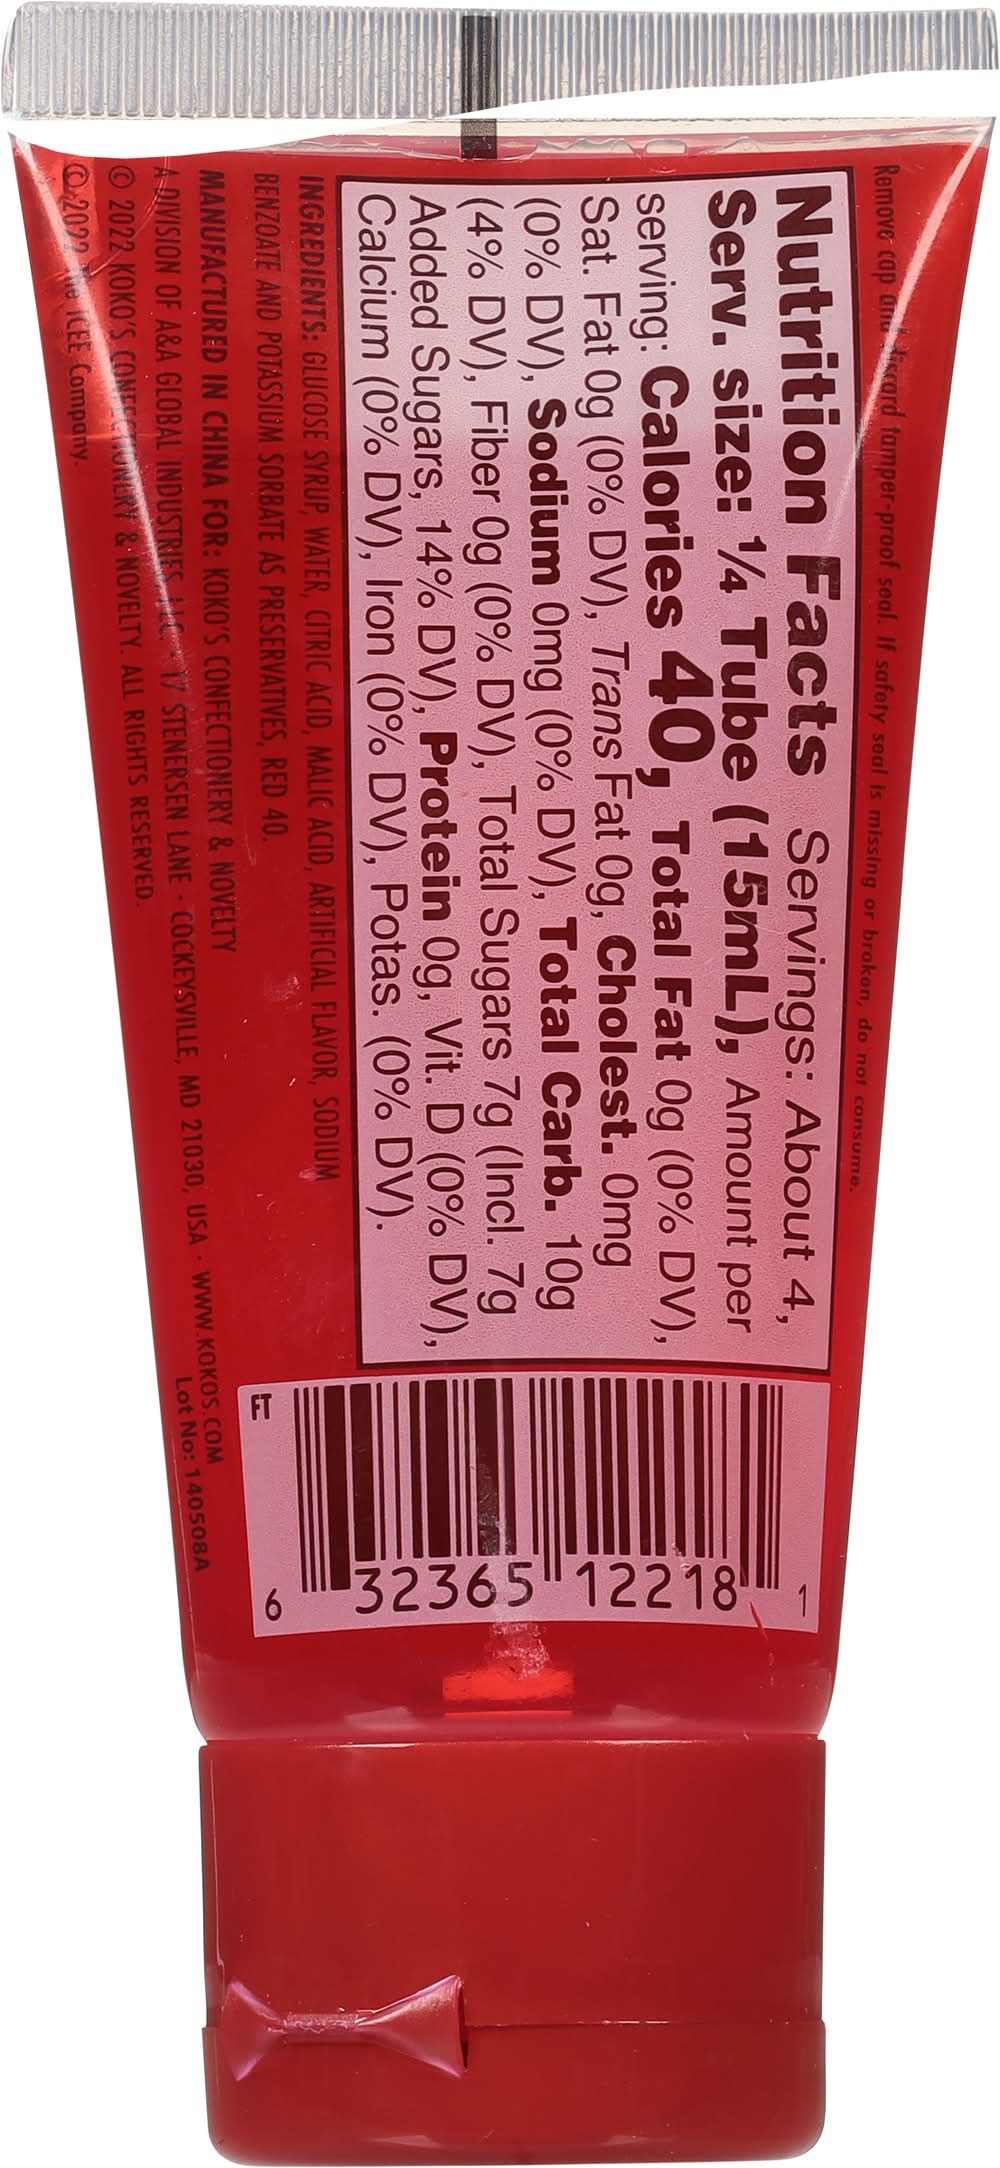 Remove cap and discard tamper-proof seal. If safety seal is missing or broken, do not consume.
Nutrition Facts Servings: About 4,
Serv. size: ¼ Tube (15mL), Amount per
serving: Calories 40, Total Fat 0g (0% DV),
Sat. Fat 0g (0% DV), Trans Fat 0g, Cholest. 0mg
(0% DV), Sodium 0mg (0% DV), Total Carb. 10g
(4% DV), Fiber 0g (0% DV), Total Sugars 7g (Incl. 7g
Added Sugars, 14% DV), Protein 0g, Vit. D (0% DV),
Calcium (0% DV), Iron (0% DV), Potas. (0% DV).
INGREDIENTS: GLUCOSE SYRUP, WATER, CITRIC ACID, MALIC ACID, ARTIFICIAL FLAVOR, SODIUM
BENZOATE AND POTASSIUM SORBATE AS PRESERVATIVES, RED 40.
MANUFACTURED IN CHINA FOR: KOKO'S CONFECTIONERY & NOVELTY
A DIVISION OF A&A GLOBAL INDUSTRIES, LLC · 17 STENERSEN LANE · COCKEYSVILLE, MD 21030, USA · WWW.KOKOS.COM
© 2022 KOKO'S CONFECTIONERY & NOVELTY. ALL RIGHTS RESERVED.
© 2022 The ICEE Company.
Lot No: 140508A
FT
6 32365 12218 1